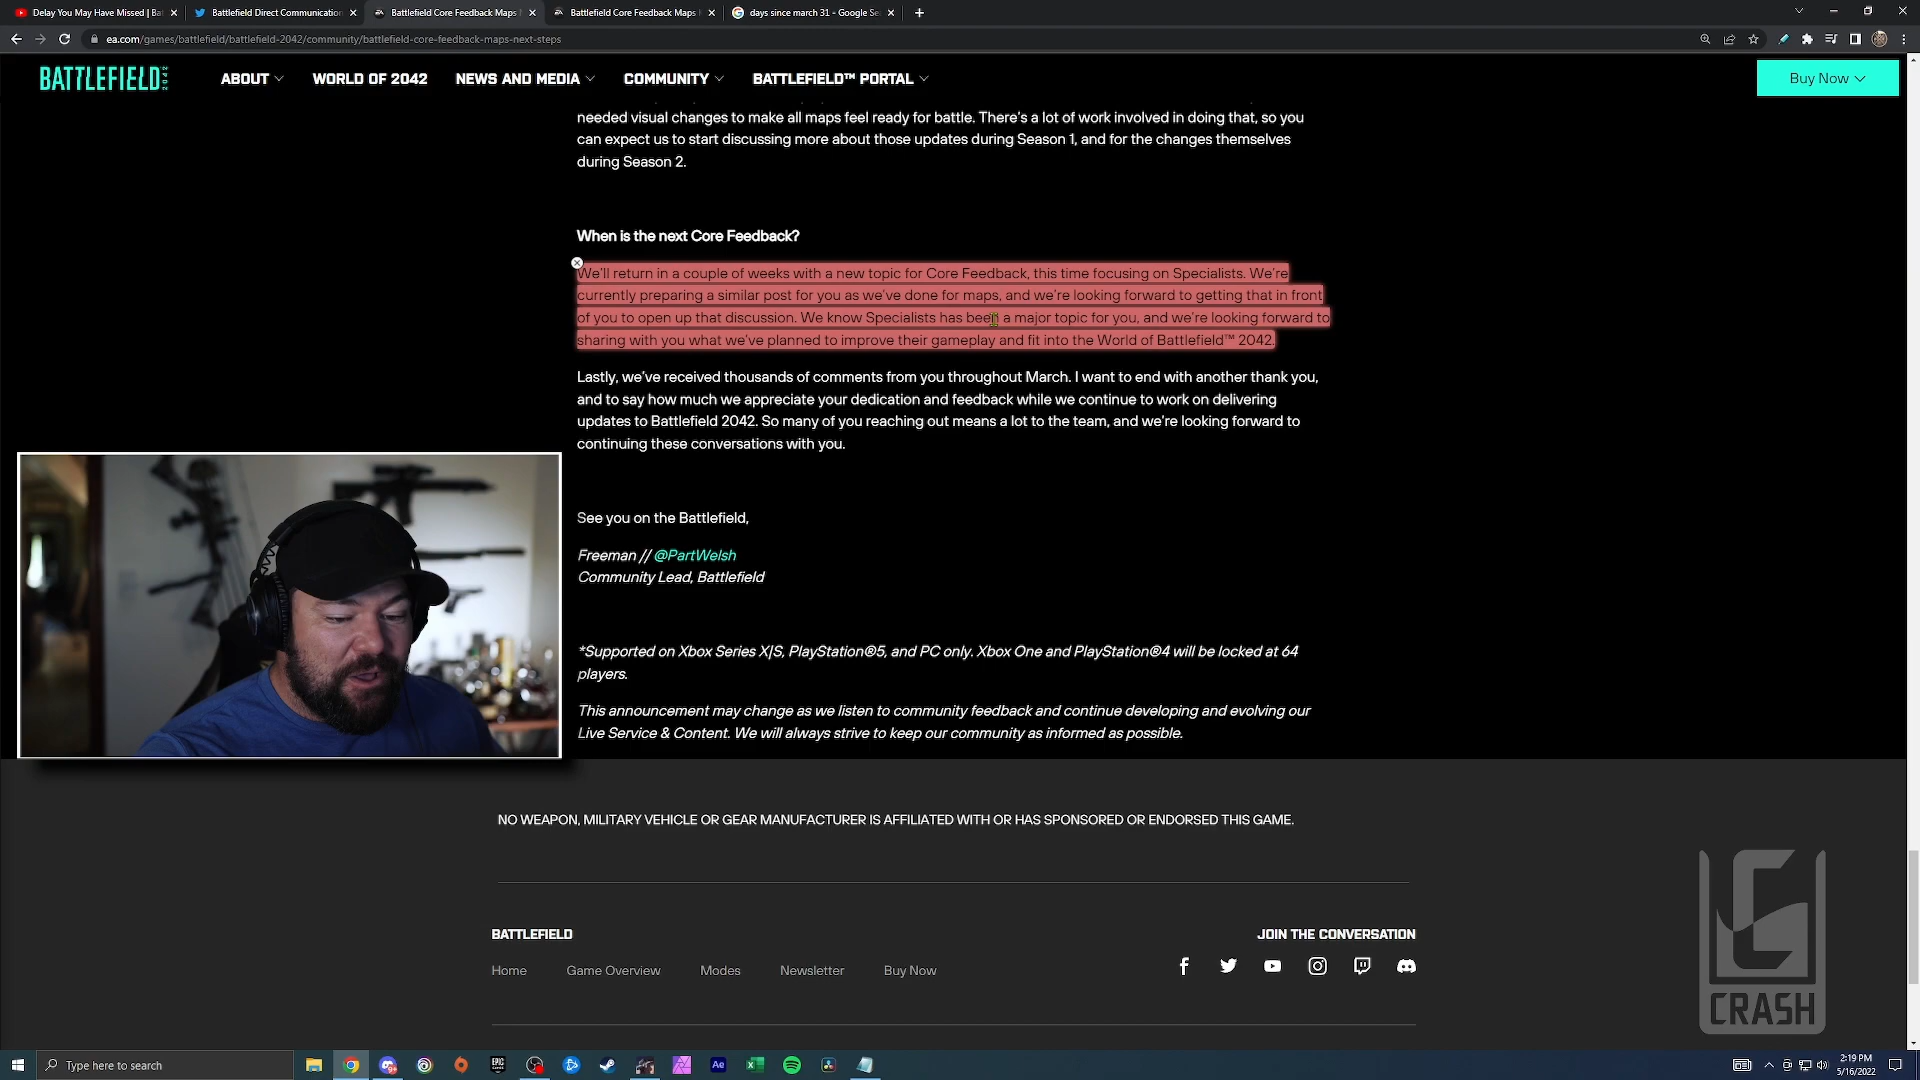 Delay You May Have Missed | Bat
Battlefield Direct Communication
Battlefield Core Feedback Maps
Battlefield Core Feedback Maps
days since march 31 - Google Se
ea.com/games/battlefield/battlefield-2042/community/battlefield-core-feedback-maps-next-steps
BATTLEFIELD 2042
ABOUT
WORLD OF 2042
NEWS AND MEDIA
COMMUNITY
BATTLEFIELD™ PORTAL
Buy Now
needed visual changes to make all maps feel ready for battle. There's a lot of work involved in doing that, so you
can expect us to start discussing more about those updates during Season 1, and for the changes themselves
during Season 2.
When is the next Core Feedback?
We'll return in a couple of weeks with a new topic for Core Feedback, this time focusing on Specialists. We're
currently preparing a similar post for you as we've done for maps, and we're looking forward to getting that in front
of you to open up that discussion. We know Specialists has been a major topic for you, and we're looking forward to
sharing with you what we've planned to improve their gameplay and fit into the World of Battlefield™ 2042.
Lastly, we've received thousands of comments from you throughout March. I want to end with another thank you,
and to say how much we appreciate your dedication and feedback while we continue to work on delivering
updates to Battlefield 2042. So many of you reaching out means a lot to the team, and we're looking forward to
continuing these conversations with you.
See you on the Battlefield,
Freeman // @PartWelsh
Community Lead, Battlefield
*Supported on Xbox Series X|S, PlayStation®5, and PC only. Xbox One and PlayStation®4 will be locked at 64
players.
This announcement may change as we listen to community feedback and continue developing and evolving our
Live Service & Content. We will always strive to keep our community as informed as possible.
NO WEAPON, MILITARY VEHICLE OR GEAR MANUFACTURER IS AFFILIATED WITH OR HAS SPONSORED OR ENDORSED THIS GAME.
BATTLEFIELD
JOIN THE CONVERSATION
Home
Game Overview
Modes
Newsletter
Buy Now
CRASH
Type here to search
EPIC GAMES
Ae
2:19 PM
5/16/2022